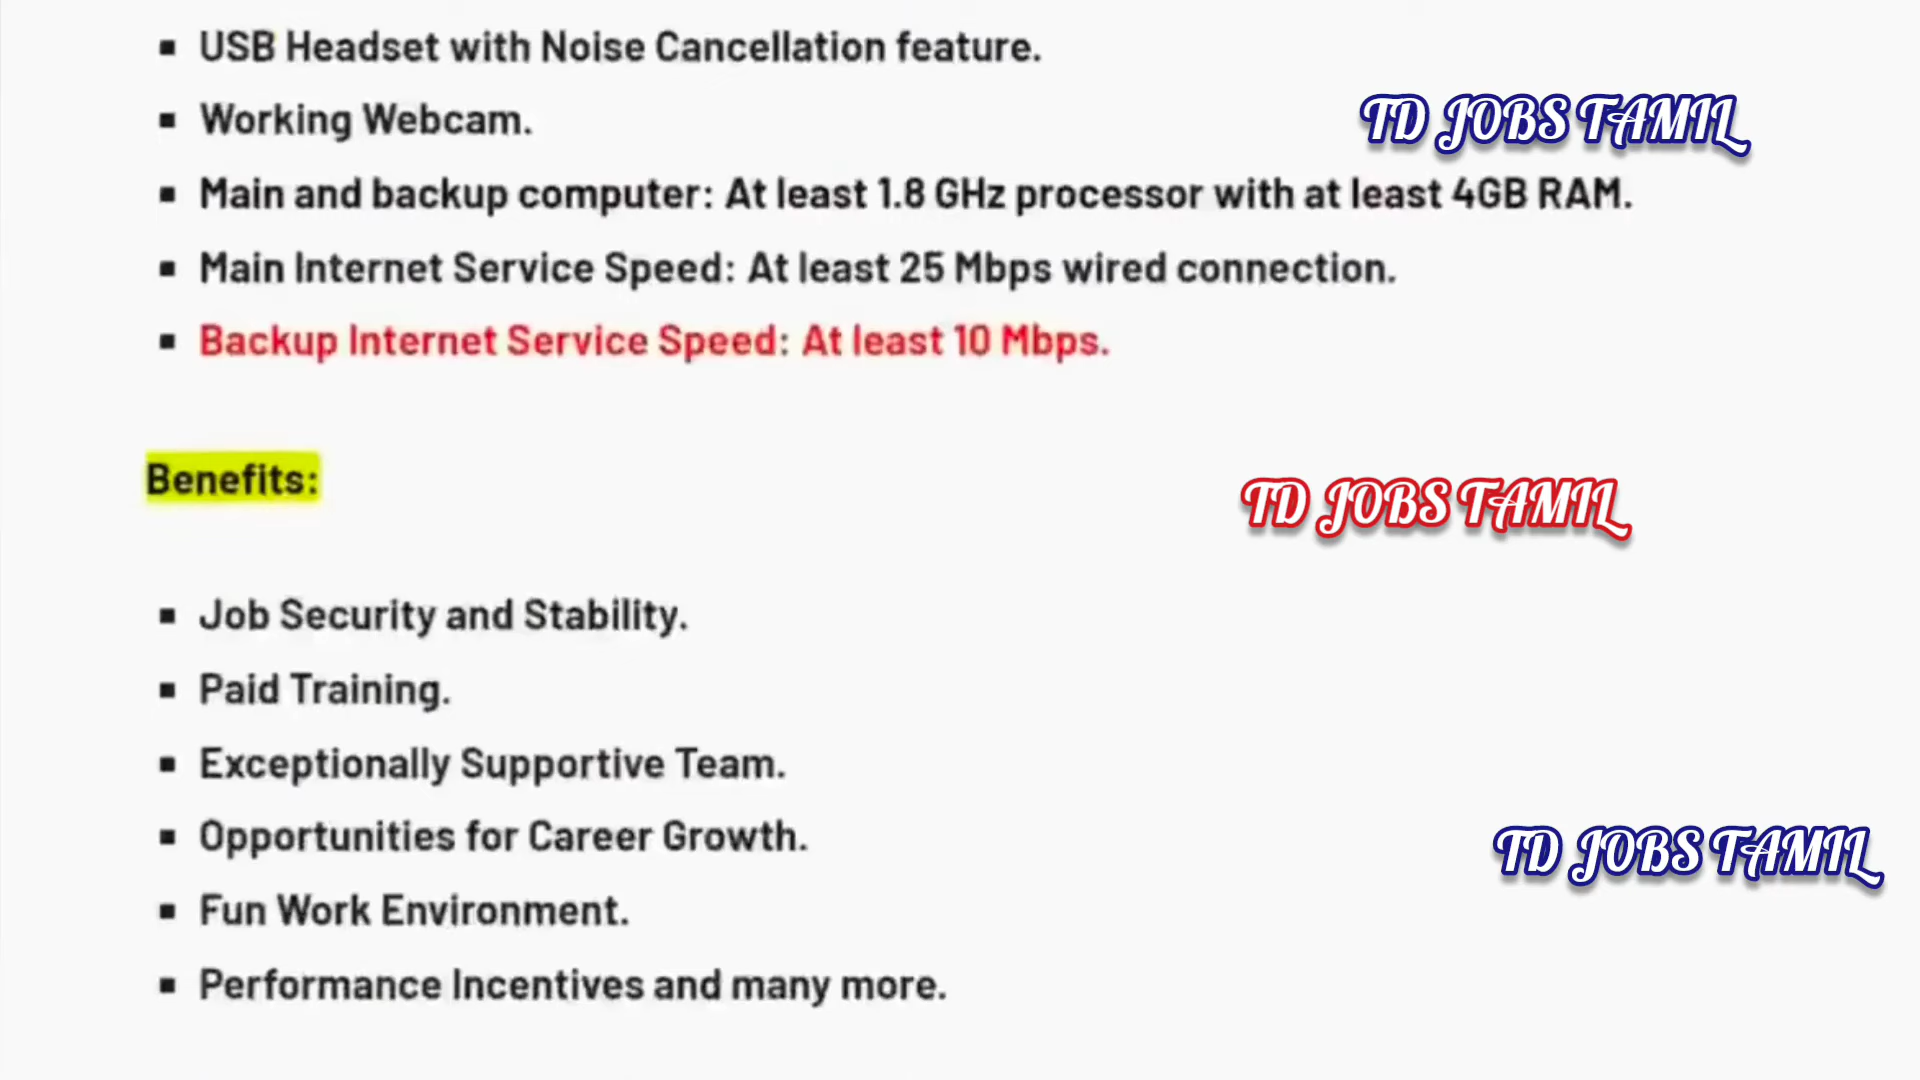 USB Headset with Noise Cancellation feature.
TD JOBS TAMIL
Working Webcam.
Main and backup computer: At least 1.8 GHz processor with at least 4GB RAM.
Main Internet Service Speed: At least 25 Mbps wired connection.
Backup Internet Service Speed: At least 10 Mbps.
Benefits:
TD JOBS TAMIL
Job Security and Stability.
Paid Training.
Exceptionally Supportive Team.
Opportunities for Career Growth.
TD JOBS TAMIL
Fun Work Environment.
Performance Incentives and many more.